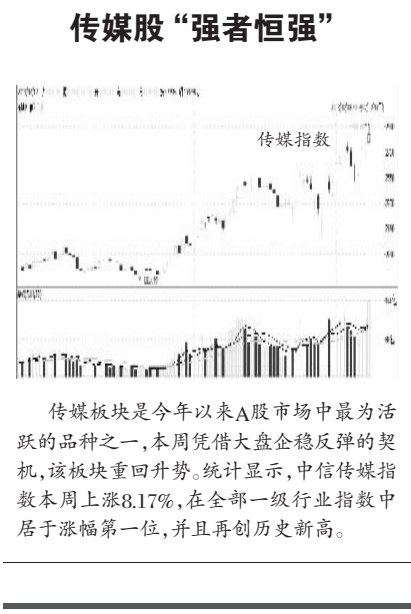 传媒股“强者恒强”
传媒指数
传媒板块是今年以来A股市场中最为活
跃的品种之一,本周凭借大盘企稳反弹的契
机,该板块重回升势。统计显示,中信传媒指
数本周上涨8.17%,在全部一级行业指数中
居于涨幅第一位,并且再创历史新高。